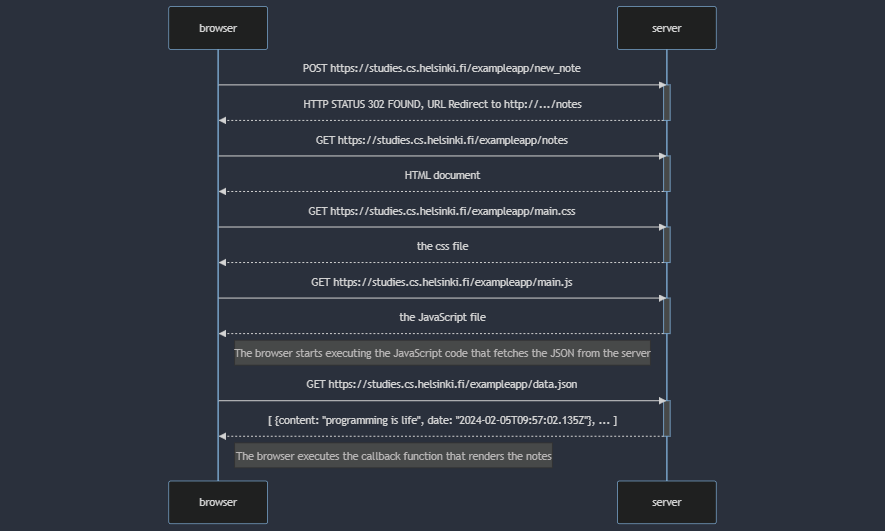 browser
server
POST https://studies.cs.helsinki.fi/exampleapp/new_note
HTTP STATUS 302 FOUND, URL Redirect to http://.../notes
GET https://studies.cs.helsinki.fi/exampleapp/notes
HTML document
GET https://studies.cs.helsinki.fi/exampleapp/main.css
the css file
GET https://studies.cs.helsinki.fi/exampleapp/main.js
the JavaScript file
The browser starts executing the JavaScript code that fetches the JSON from the server
GET https://studies.cs.helsinki.fi/exampleapp/data.json
[ {content: "programming is life", date: "2024-02-05T09:57:02.135Z"}, ... ]
The browser executes the callback function that renders the notes
browser
server